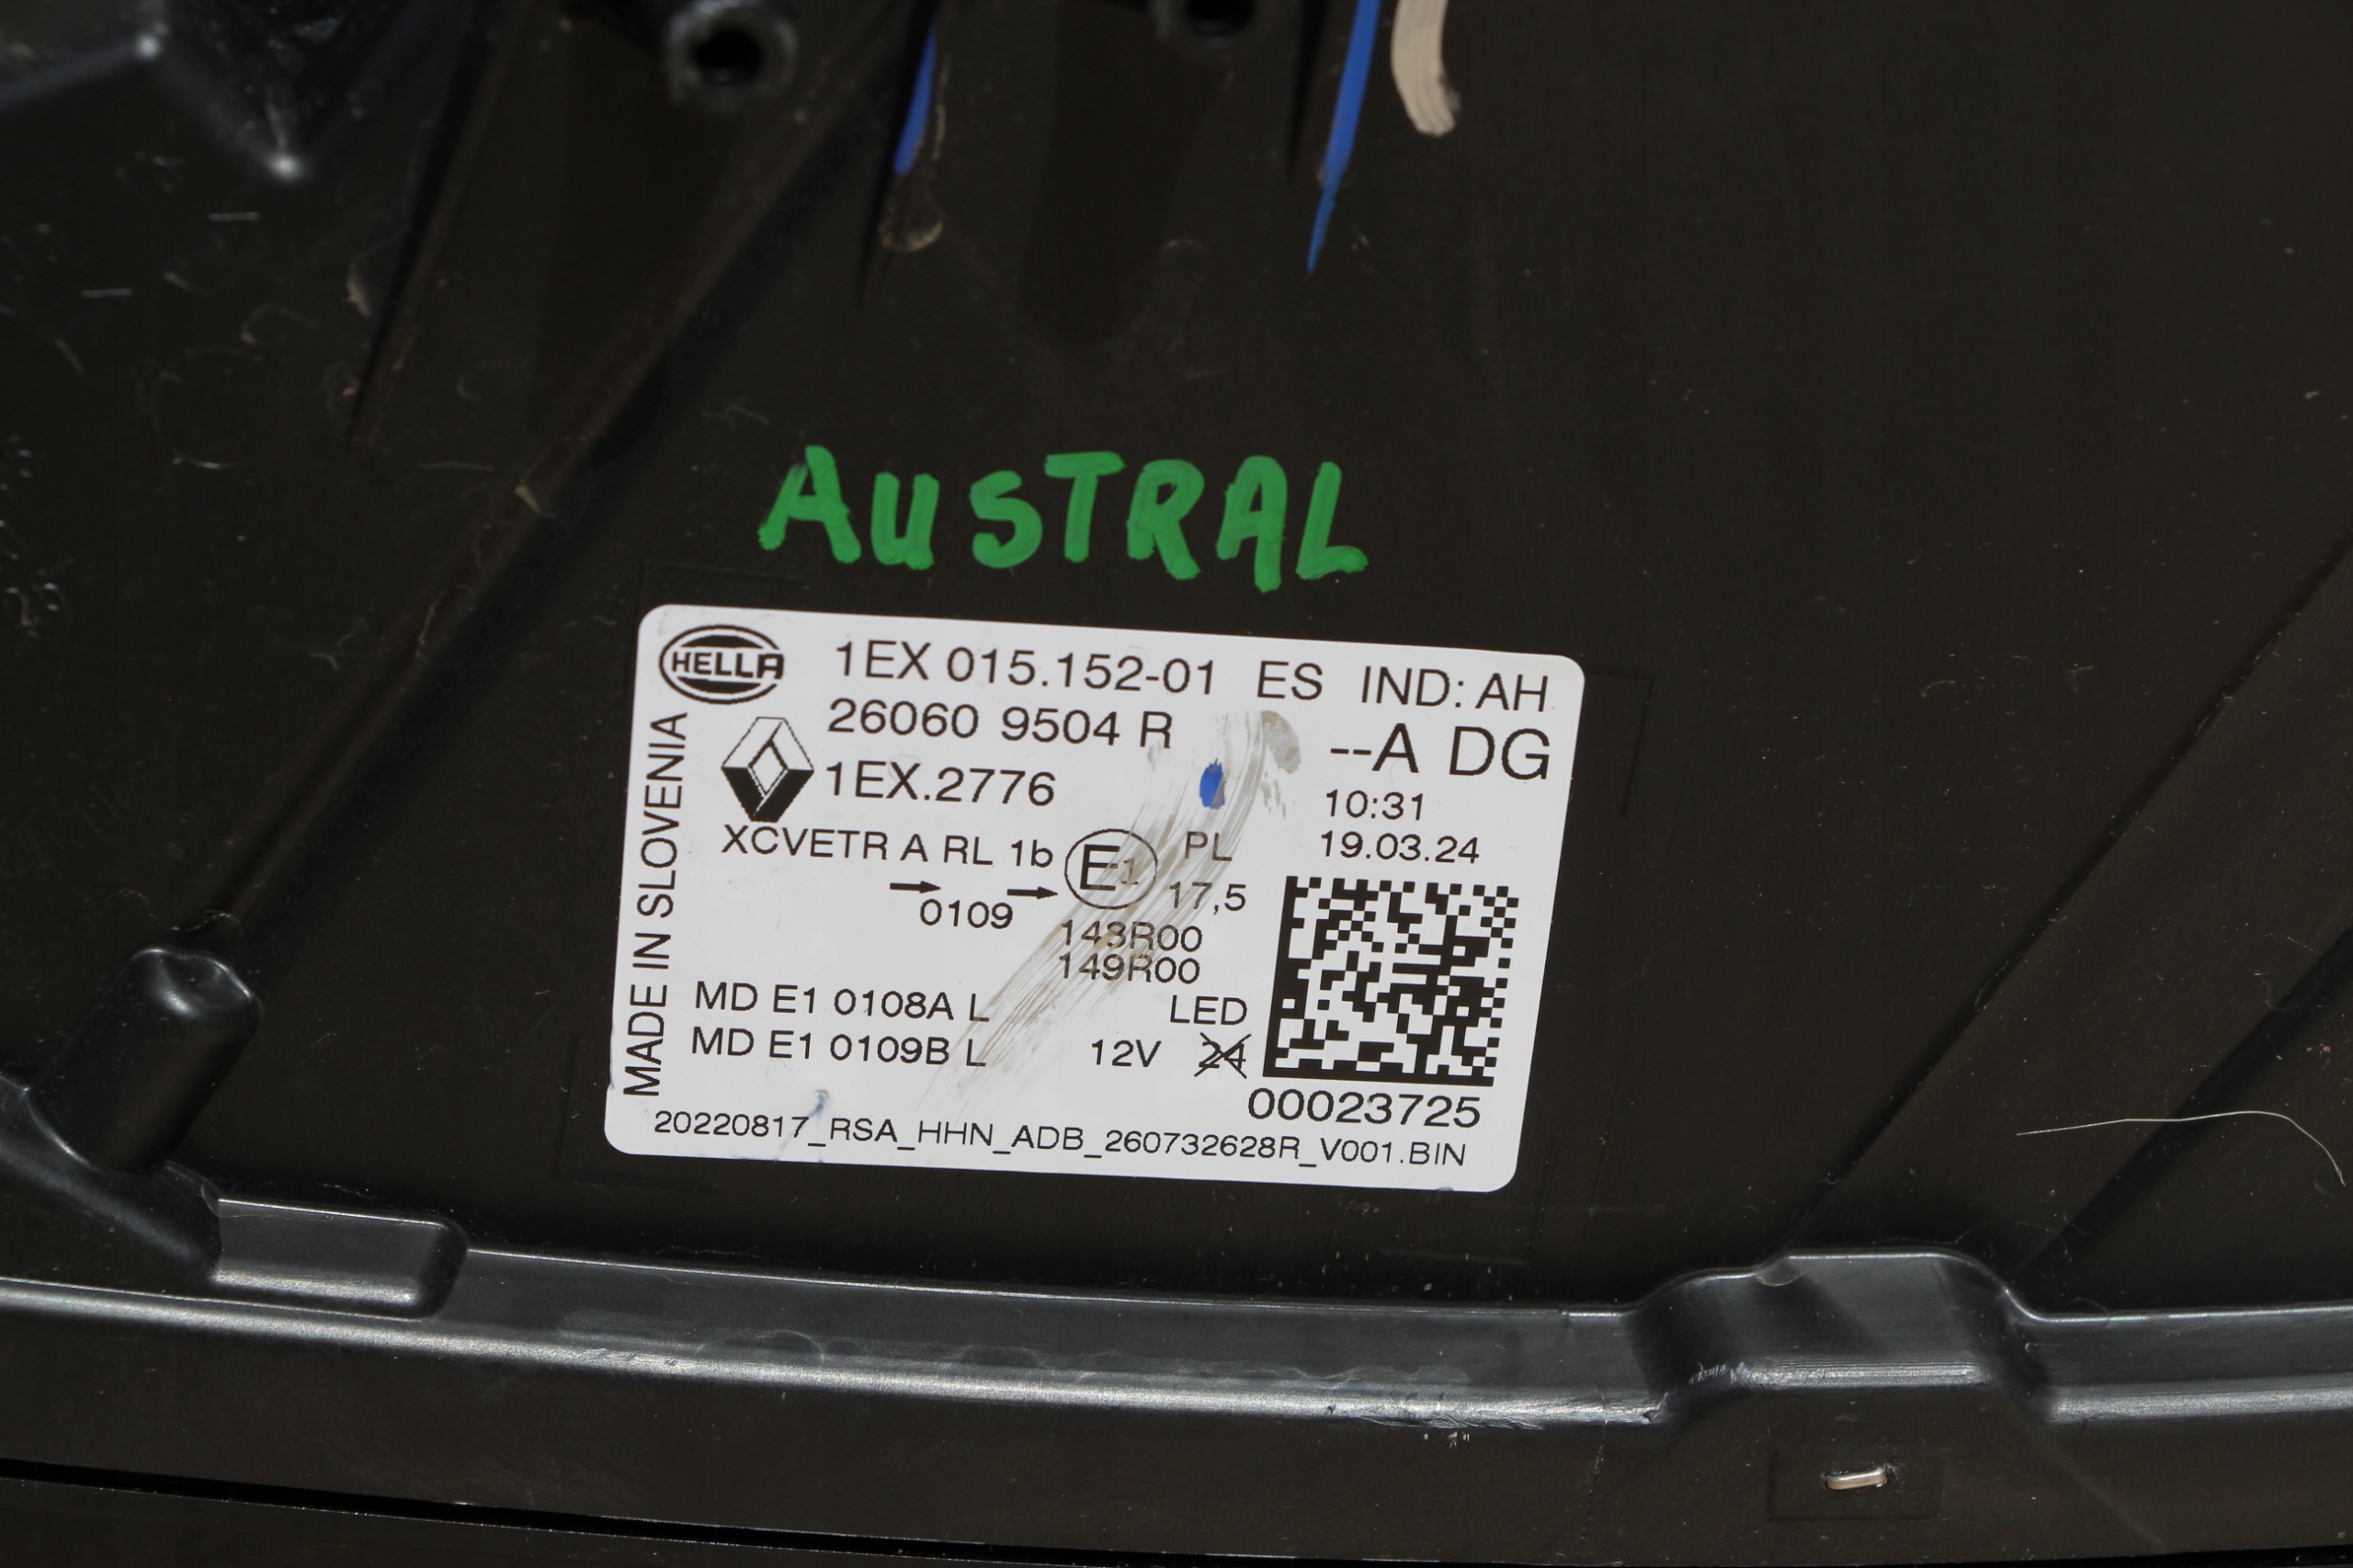 AUSTRAL
HELLA
1EX 015.152-01 ES IND: AH
26060 9504 R
--A DG
1EX.2776
10:31
XCVETR A RL 1b
E1
PL
19.03.24
0109
17,5
148R00
149R00
MD E1 0108A L
LED
MD E1 0109B L
12V 24
00023725
20220817_RSA_HHN_ADB_260732628R_V001.BIN
MADE IN SLOVENIA